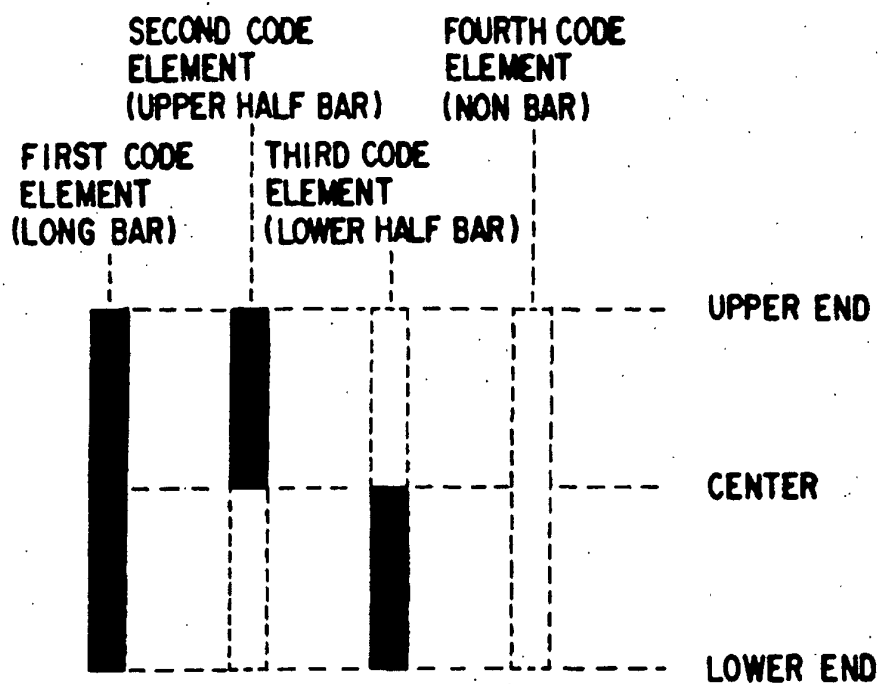 SECOND CODE
ELEMENT
(UPPER HALF BAR)
FOURTH CODE
ELEMENT
(NON BAR)
FIRST CODE
ELEMENT
(LONG BAR)
THIRD CODE
ELEMENT
(LOWER HALF BAR)
UPPER END
CENTER
LOWER END